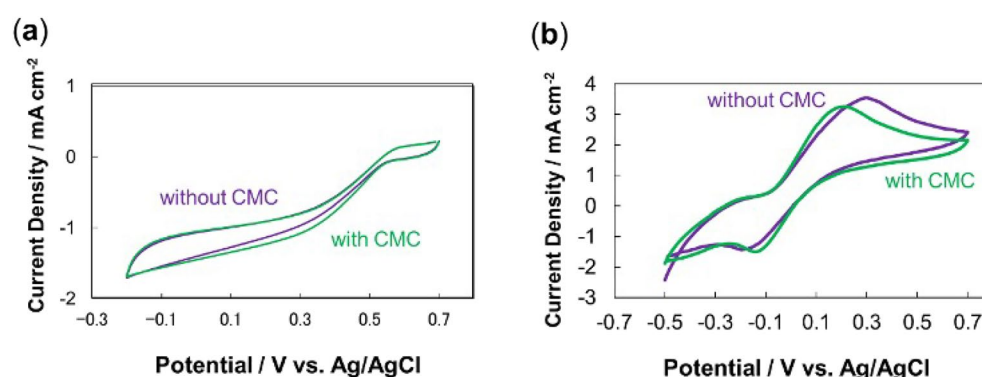 (a)
Current Density / mA cm-2
1
0
-1
-2
without CMC
with CMC
−0.3
−0.1
0.1
0.3
0.5
0.7
Potential / V vs. Ag/AgCl
(b)
Current Density / mA cm-2
4
3
2
1
0
-1
-2
-3
without CMC
with CMC
-0.7
-0.5
-0.3
-0.1
0.1
0.3
0.5
0.7
Potential / V vs. Ag/AgCl